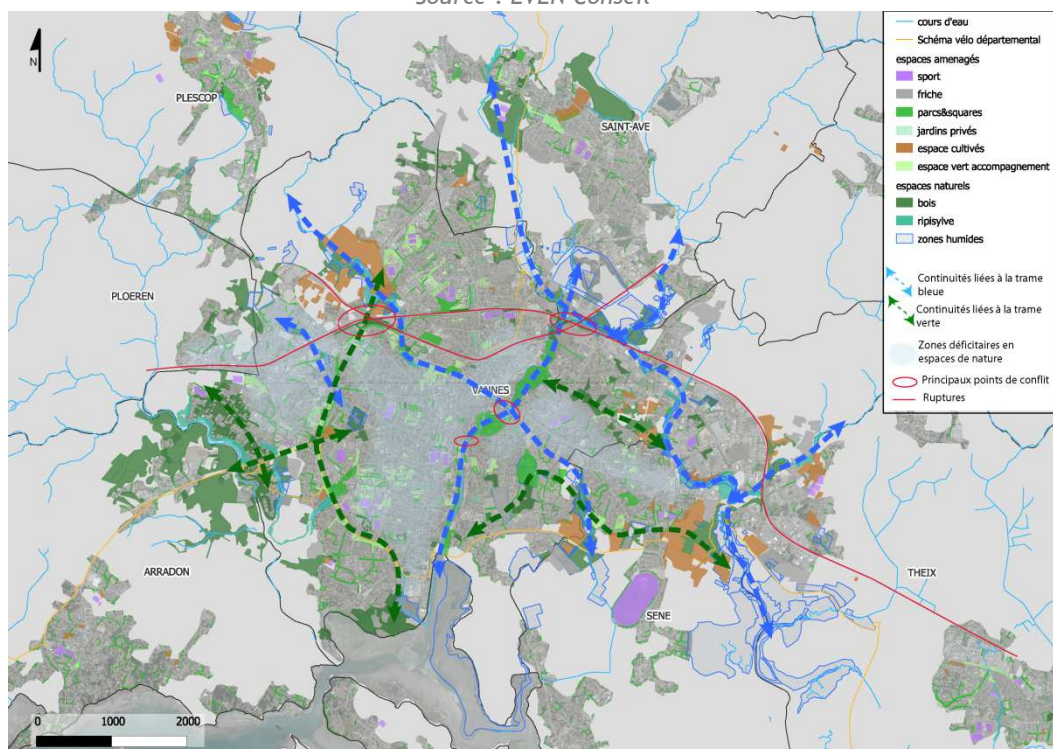 Source : EVEN Conseil
N
PLESCOP
SAINT-AVE
PLOEREN
VANNES
ARRADON
SENE
THEIX
0 1000 2000
cours d'eau
Schéma vélo départemental
espaces amenagés
sport
friche
parcs&squares
jardins privés
espace cultivés
espace vert accompagnement
espaces naturels
bois
ripisylve
zones humides
Continuités liées à la trame
bleue
Continuités liées à la trame
verte
Zones déficitaires en
espaces de nature
Principaux points de conflit
Ruptures